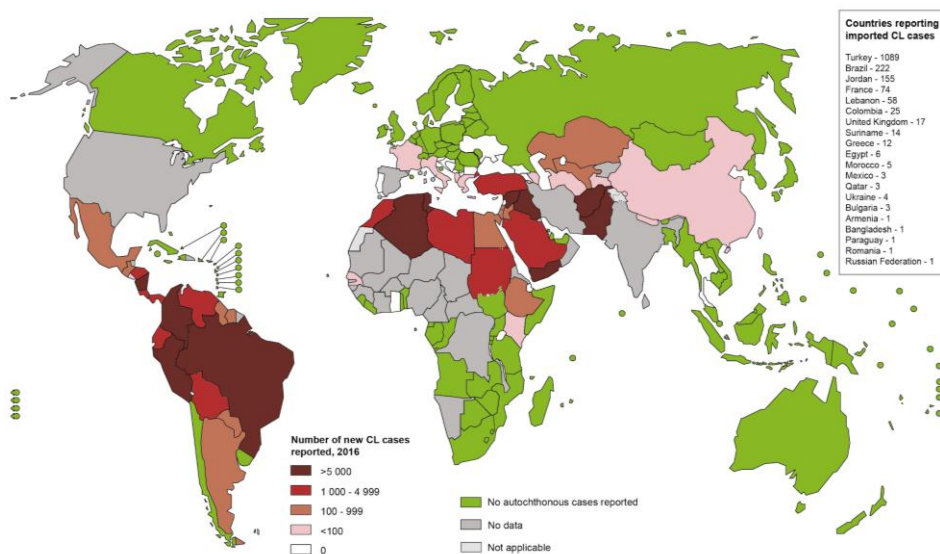 Countries reporting
imported CL cases
Turkey - 1089
Brazil - 222
Jordan - 155
France - 74
Lebanon - 58
Colombia - 25
United Kingdom - 17
Suriname - 14
Greece - 12
Egypt - 6
Morocco - 5
Mexico - 3
Qatar - 3
Ukraine - 4
Bulgaria - 3
Armenia - 1
Bangladesh - 1
Paraguay - 1
Romania - 1
Russian Federation - 1
Number of new CL cases
reported, 2016
>5 000
1 000 - 4 999
100 - 999
<100
0
No autochthonous cases reported
No data
Not applicable